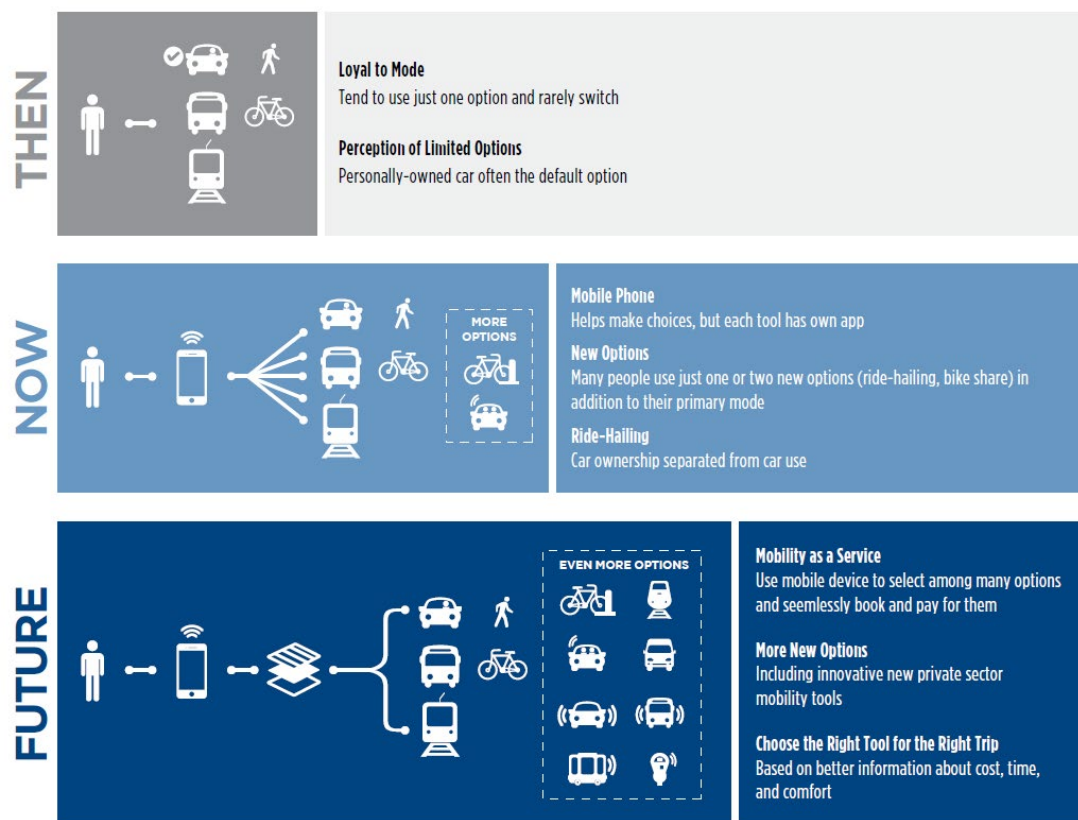 THEN
Loyal to Mode
Tend to use just one option and rarely switch
Perception of Limited Options
Personally-owned car often the default option
NOW
MORE
OPTIONS
Mobile Phone
Helps make choices, but each tool has own app
New Options
Many people use just one or two new options (ride-hailing, bike share) in
addition to their primary mode
Ride-Hailing
Car ownership separated from car use
FUTURE
EVEN MORE OPTIONS
Mobility as a Service
Use mobile device to select among many options
and seemlessly book and pay for them
More New Options
Including innovative new private sector
mobility tools
Choose the Right Tool for the Right Trip
Based on better information about cost, time,
and comfort